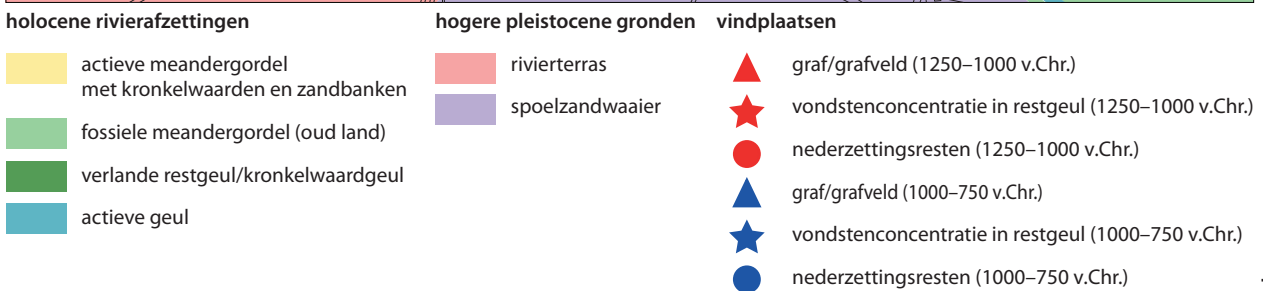 holocene rivierafzettingen
actieve meandergordel
met kronkelwaarden en zandbanken
fossiele meandergordel (oud land)
verlande restgeul/kronkelwaardgeul
actieve geul
hogere pleistocene gronden
rivierterras
spoelzandwaaier
vindplaatsen
graf/grafveld (1250–1000 v.Chr.)
vondstenconcentratie in restgeul (1250–1000 v.Chr.)
nederzettingsresten (1250–1000 v.Chr.)
graf/grafveld (1000–750 v.Chr.)
vondstenconcentratie in restgeul (1000–750 v.Chr.)
nederzettingsresten (1000–750 v.Chr.)